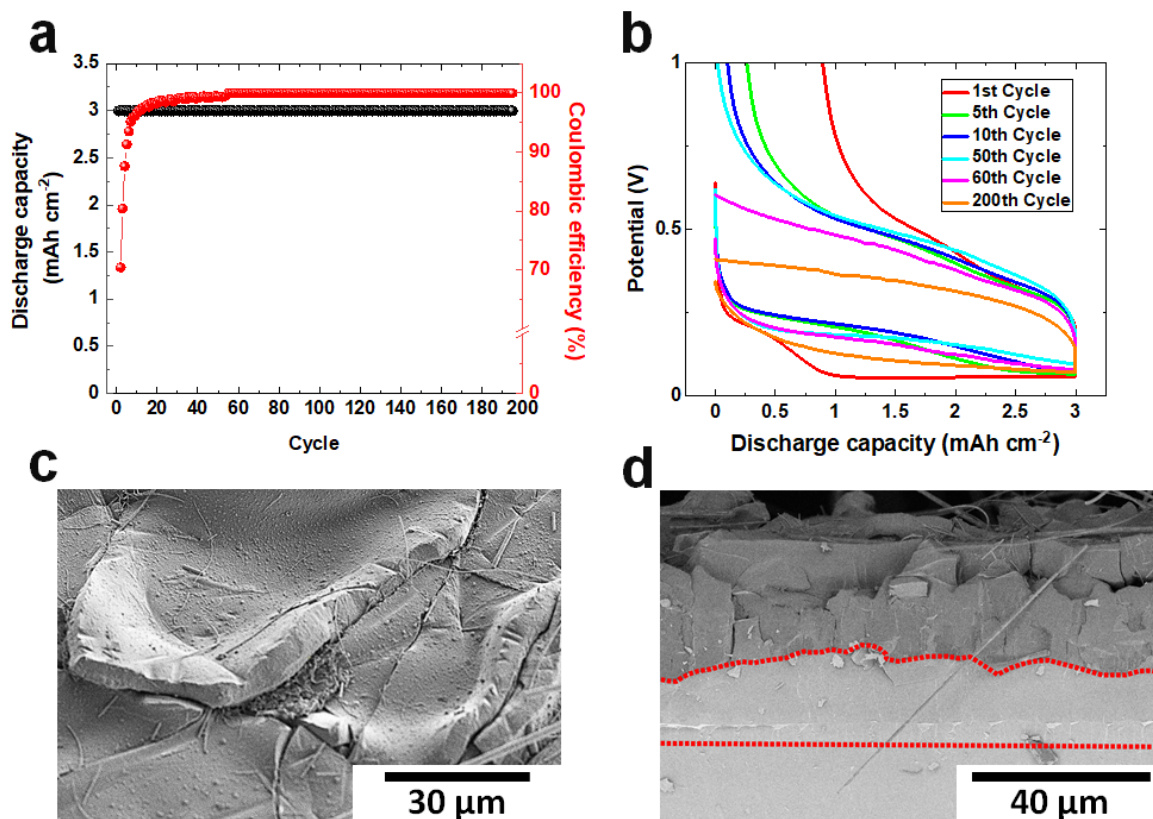 a
Discharge capacity
(mAh cm-2)
3.5
3
2.5
2
1.5
1
0.5
0
0 20 40 60 80 100 120 140 160 180 200
Cycle
100
90
80
70
0
Coulombic efficiency (%)
b
Potential (V)
1
0.5
0
1st Cycle
5th Cycle
10th Cycle
50th Cycle
60th Cycle
200th Cycle
0 0.5 1 1.5 2 2.5 3
Discharge capacity (mAh cm-2)
c
30 µm
d
40 µm